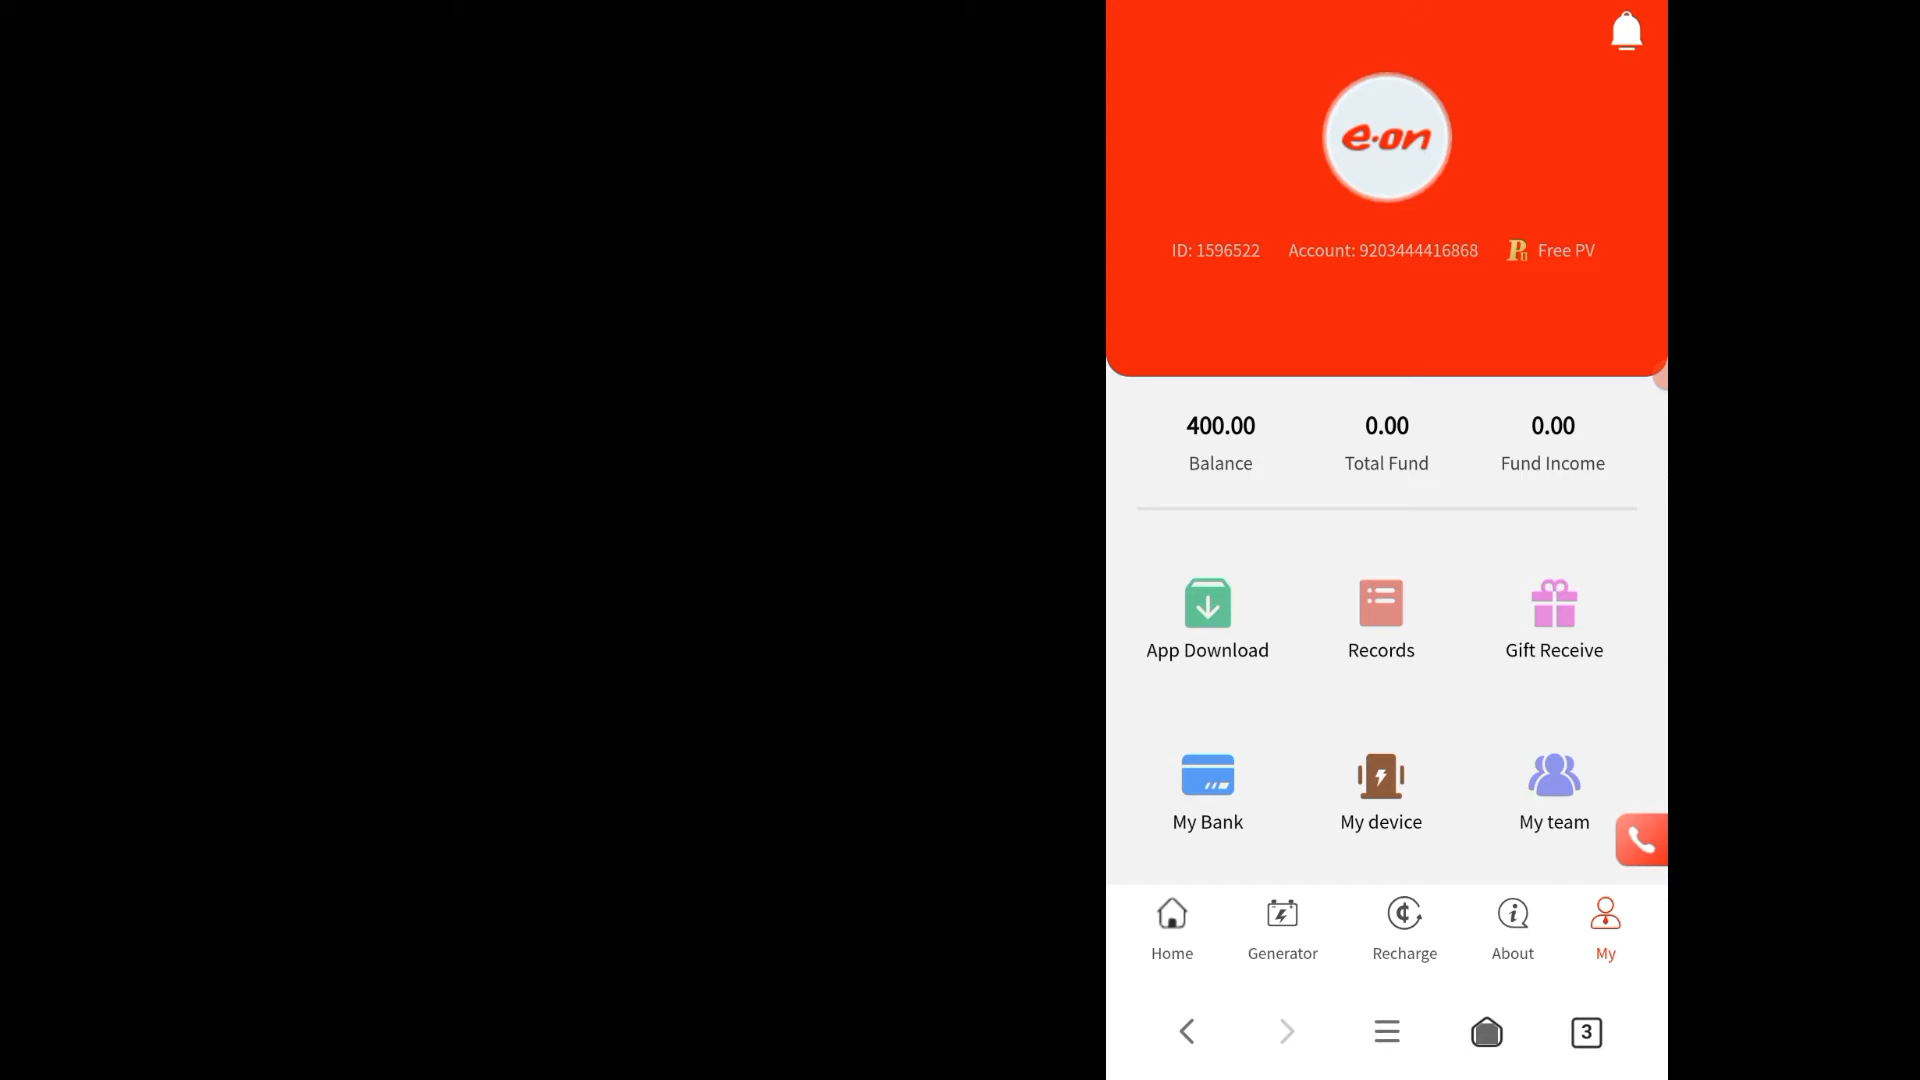 e·on
ID: 1596522 Account: 9203444416868 Free PV
400.00 0.00 0.00
Balance Total Fund Fund Income
App Download Records Gift Receive
My Bank My device My team
Home Generator Recharge About My
3